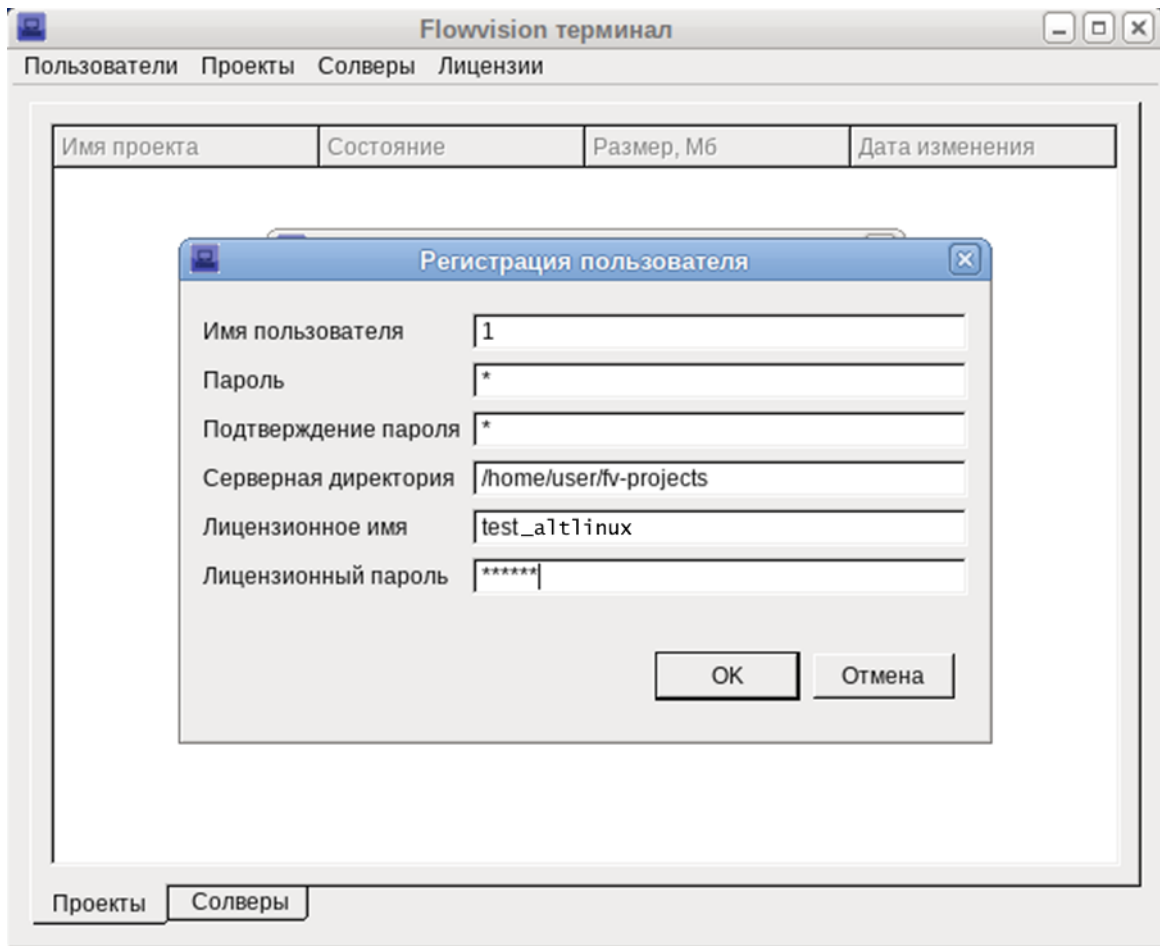 Flowvision терминал
Пользователи Проекты Солверы Лицензии
Имя проекта Состояние Размер, Мб Дата изменения
Регистрация пользователя
Имя пользователя 1
Пароль *
Подтверждение пароля *
Серверная директория /home/user/fv-projects
Лицензионное имя test_altlinux
Лицензионный пароль ******
OK Отмена
Проекты Солверы